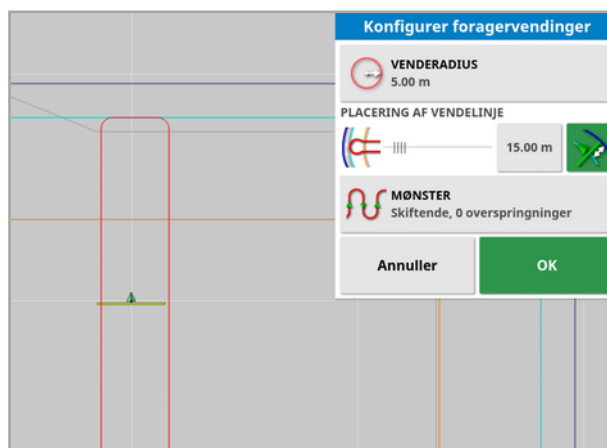 Konfigurer foragervendinger
VENDERADIUS
5.00 m
PLACERING AF VENDELINJE
15.00 m
MØNSTER
Skiftende, 0 overspringninger
Annuller
OK